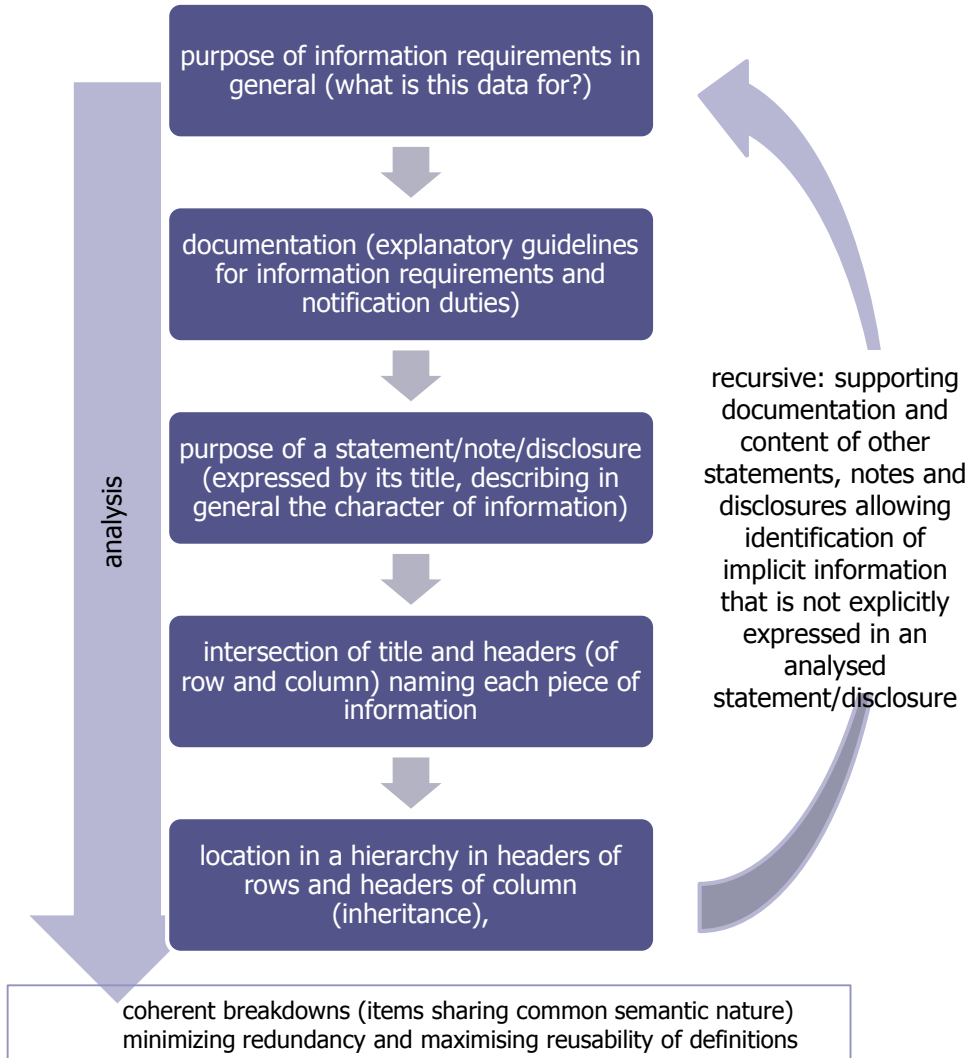 purpose of information requirements in
general (what is this data for?)
documentation (explanatory guidelines
for information requirements and
notification duties)
purpose of a statement/note/disclosure
(expressed by its title, describing in
general the character of information)
intersection of title and headers (of
row and column) naming each piece of
information
location in a hierarchy in headers of
rows and headers of column
(inheritance),
analysis
recursive: supporting
documentation and
content of other
statements, notes and
disclosures allowing
identification of
implicit information
that is not explicitly
expressed in an
analysed
statement/disclosure
coherent breakdowns (items sharing common semantic nature)
minimizing redundancy and maximising reusability of definitions